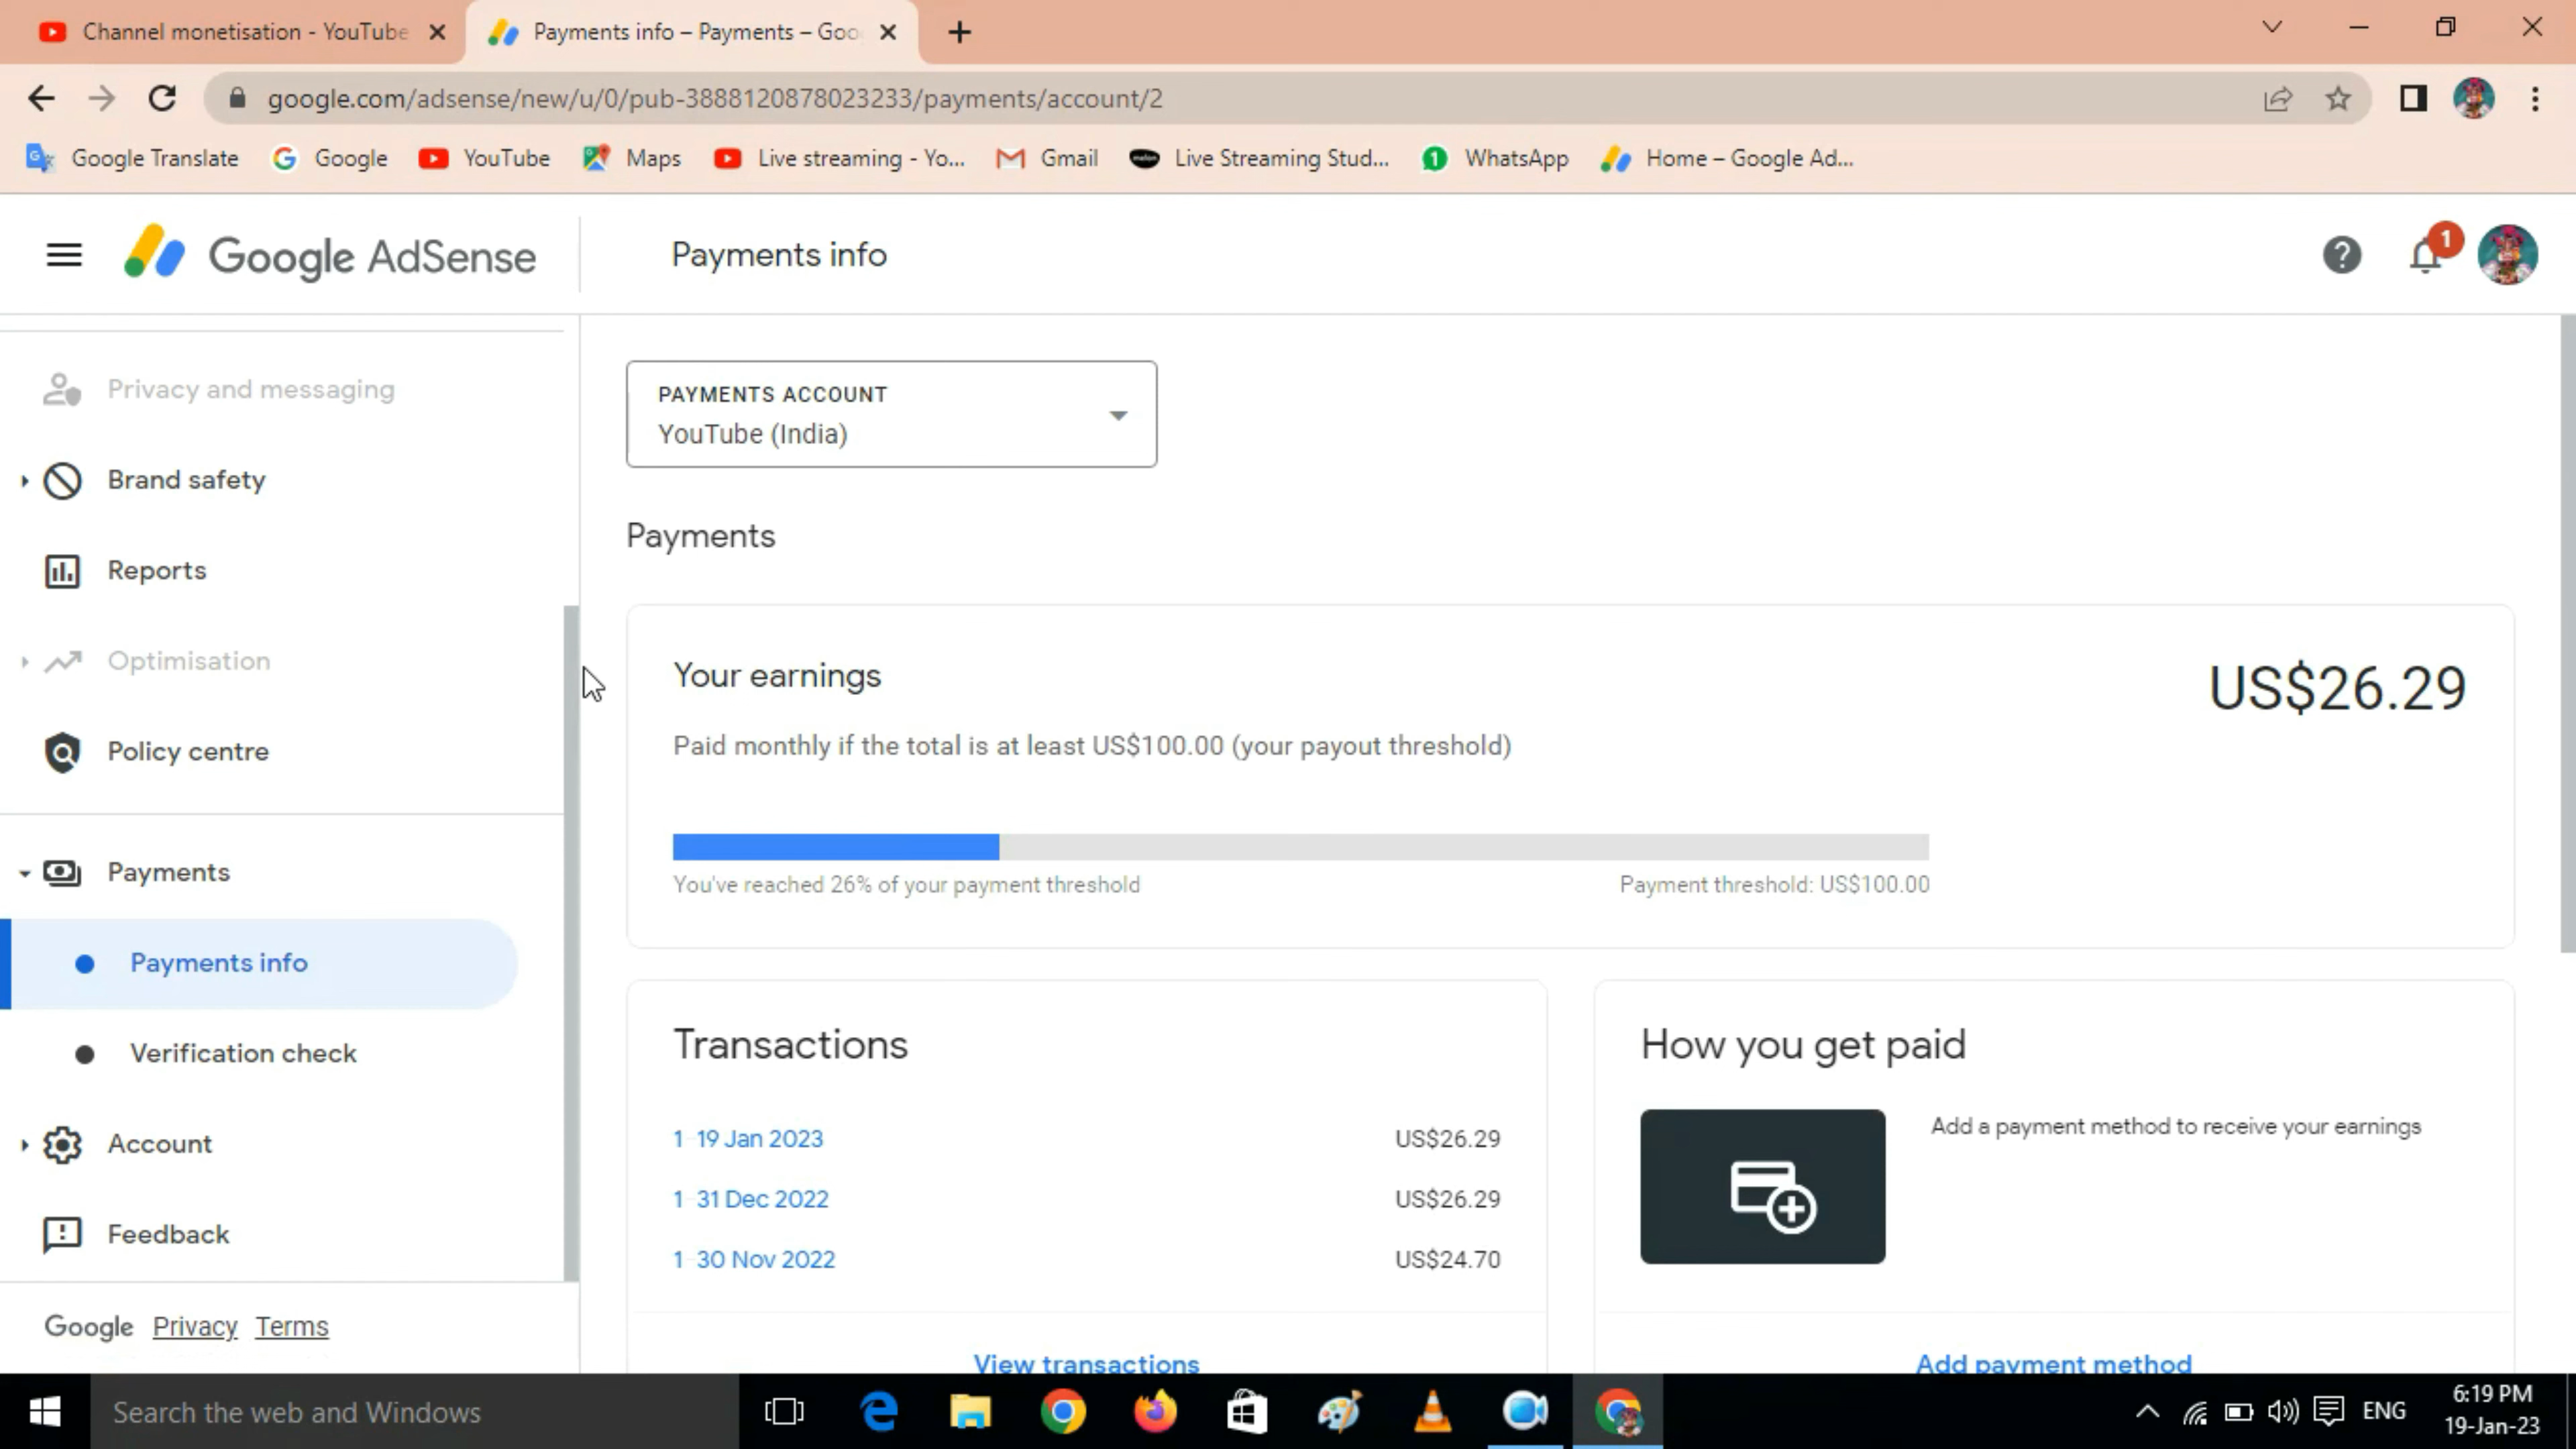 Channel monetisation - YouTube
Payments info – Payments – Goo
google.com/adsense/new/u/0/pub-3888120878023233/payments/account/2
Google Translate
Google
YouTube
Maps
Live streaming - Yo...
Gmail
Live Streaming Stud...
1
WhatsApp
Home – Google Ad...
Google AdSense
Payments info
1
Privacy and messaging
Brand safety
Reports
Optimisation
Policy centre
Payments
Payments info
Verification check
Account
Feedback
Google Privacy Terms
PAYMENTS ACCOUNT
YouTube (India)
Payments
Your earnings
US$26.29
Paid monthly if the total is at least US$100.00 (your payout threshold)
You've reached 26% of your payment threshold
Payment threshold: US$100.00
Transactions
1 19 Jan 2023 US$26.29
1 31 Dec 2022 US$26.29
1 30 Nov 2022 US$24.70
View transactions
How you get paid
Add a payment method to receive your earnings
Add payment method
Search the web and Windows
ENG
6:19 PM
19-Jan-23